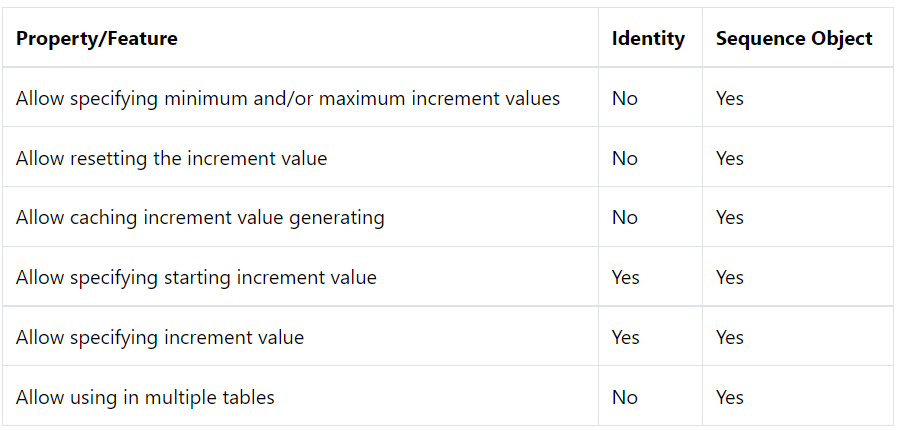 Property/Feature Identity Sequence Object
Allow specifying minimum and/or maximum increment values No Yes
Allow resetting the increment value No Yes
Allow caching increment value generating No Yes
Allow specifying starting increment value Yes Yes
Allow specifying increment value Yes Yes
Allow using in multiple tables No Yes